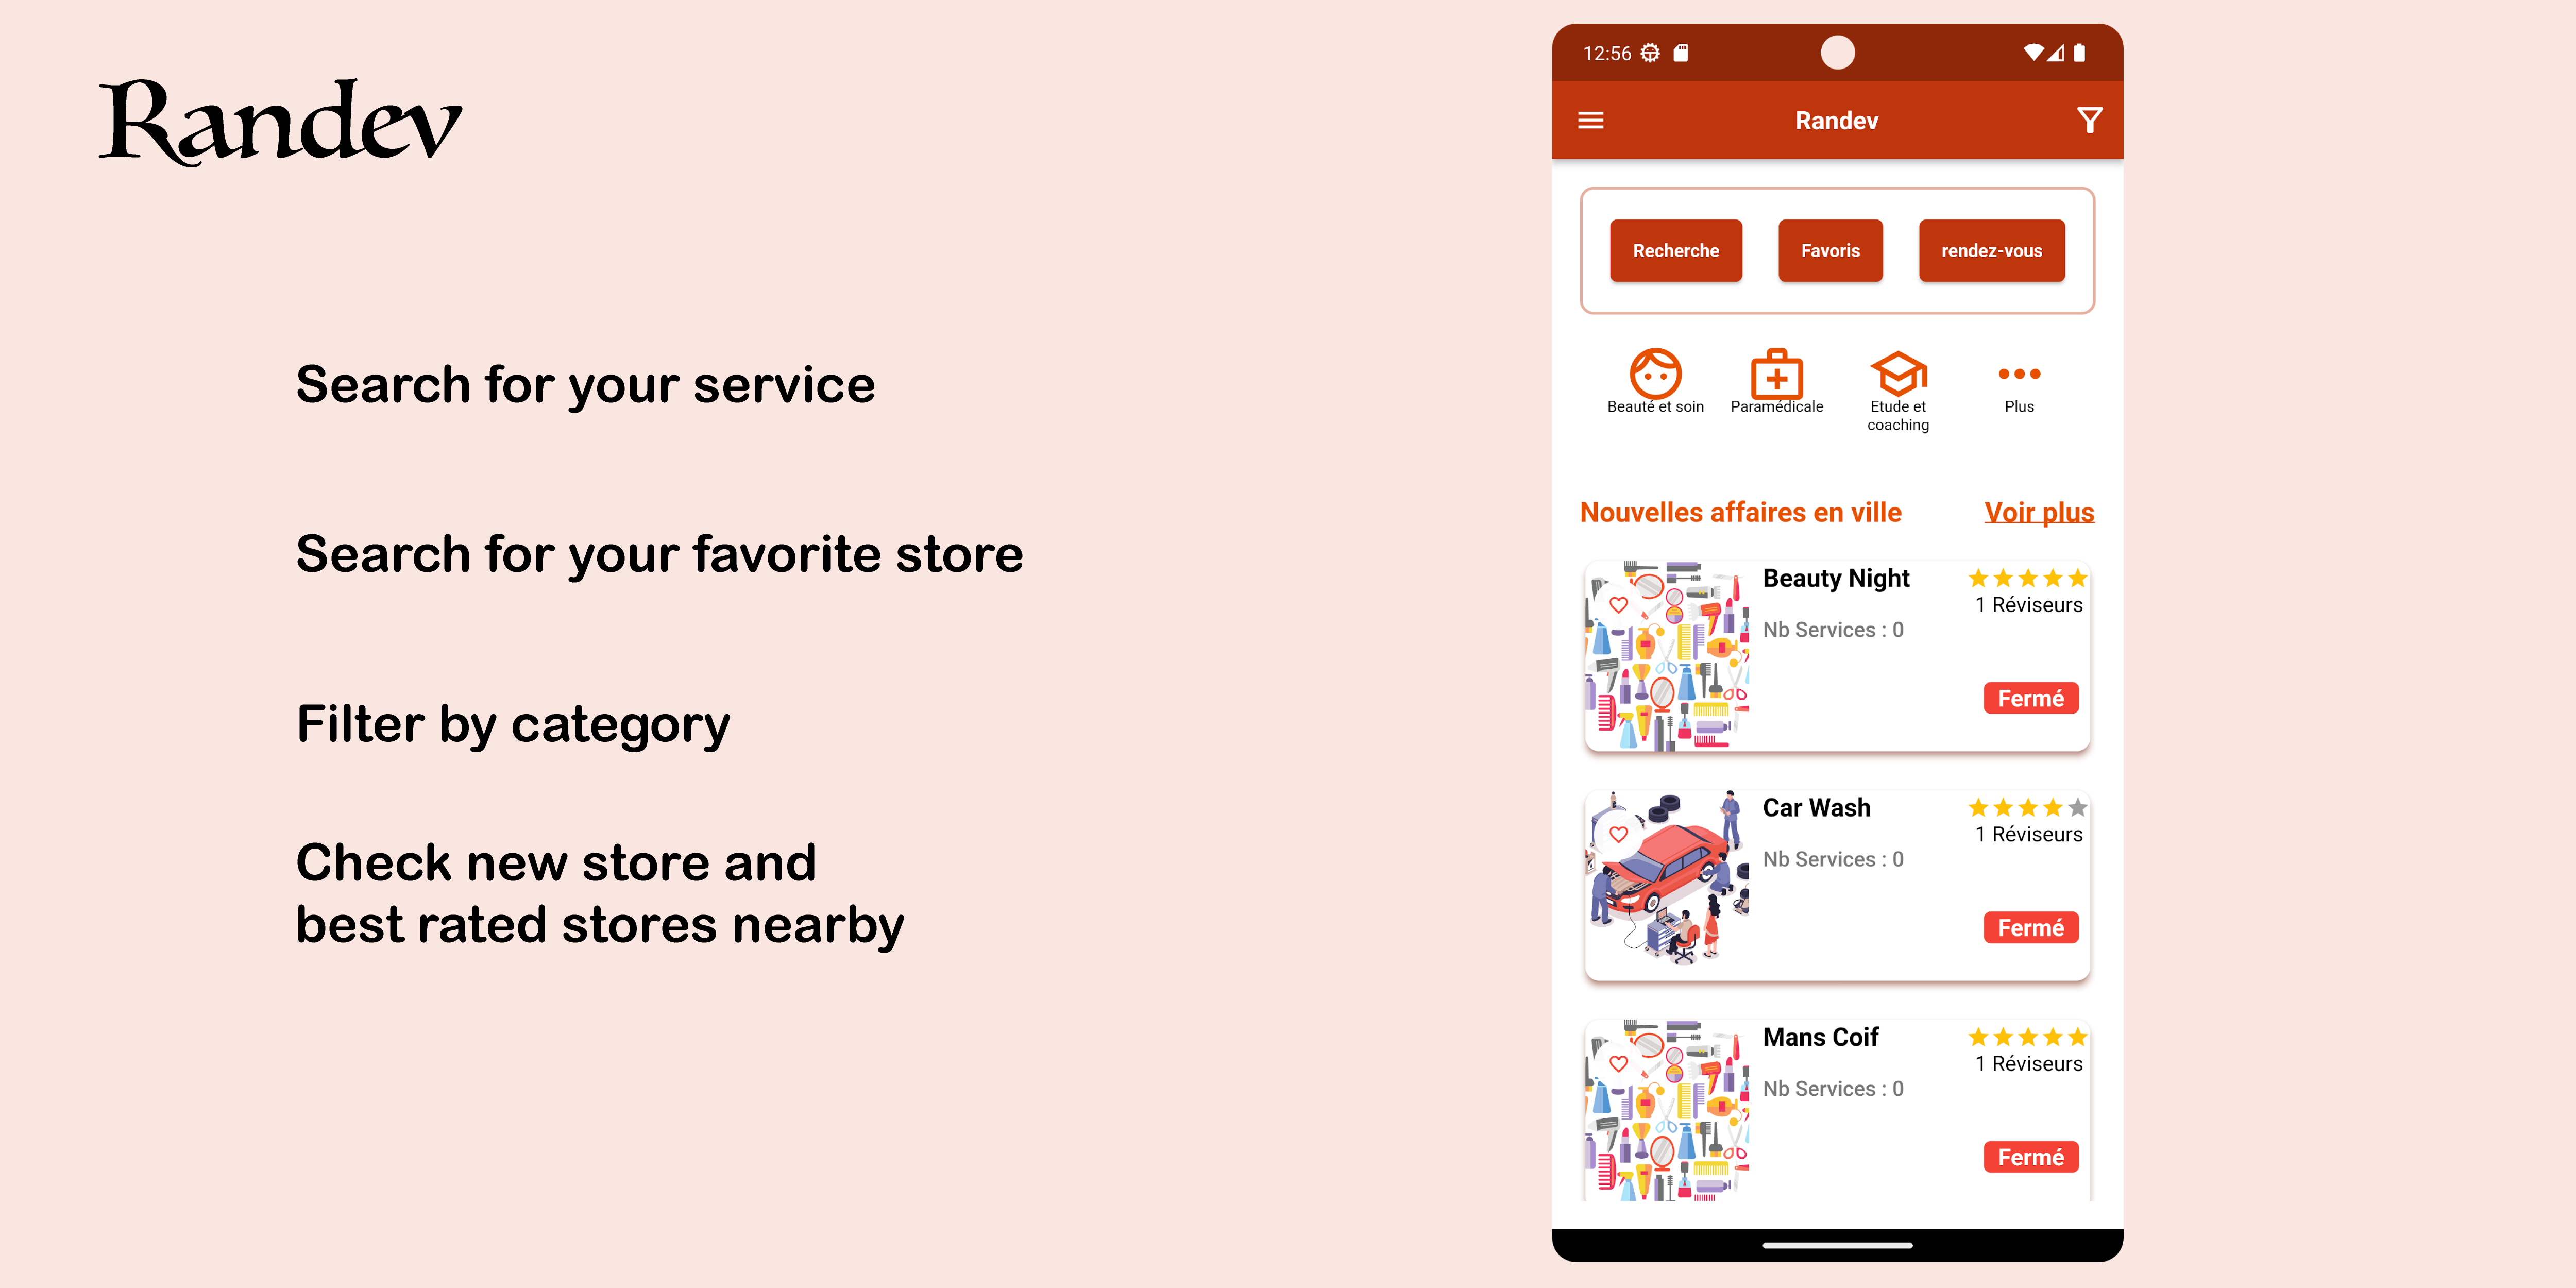 Randev
Search for your service
Search for your favorite store
Filter by category
Check new store and
best rated stores nearby
12:56
Randev
Recherche
Favoris
rendez-vous
Beauté et soin
Paramédicale
Etude et
coaching
Plus
Nouvelles affaires en ville
Voir plus
Beauty Night
1 Réviseurs
Nb Services : 0
Fermé
Car Wash
1 Réviseurs
Nb Services : 0
Fermé
Mans Coif
1 Réviseurs
Nb Services : 0
Fermé